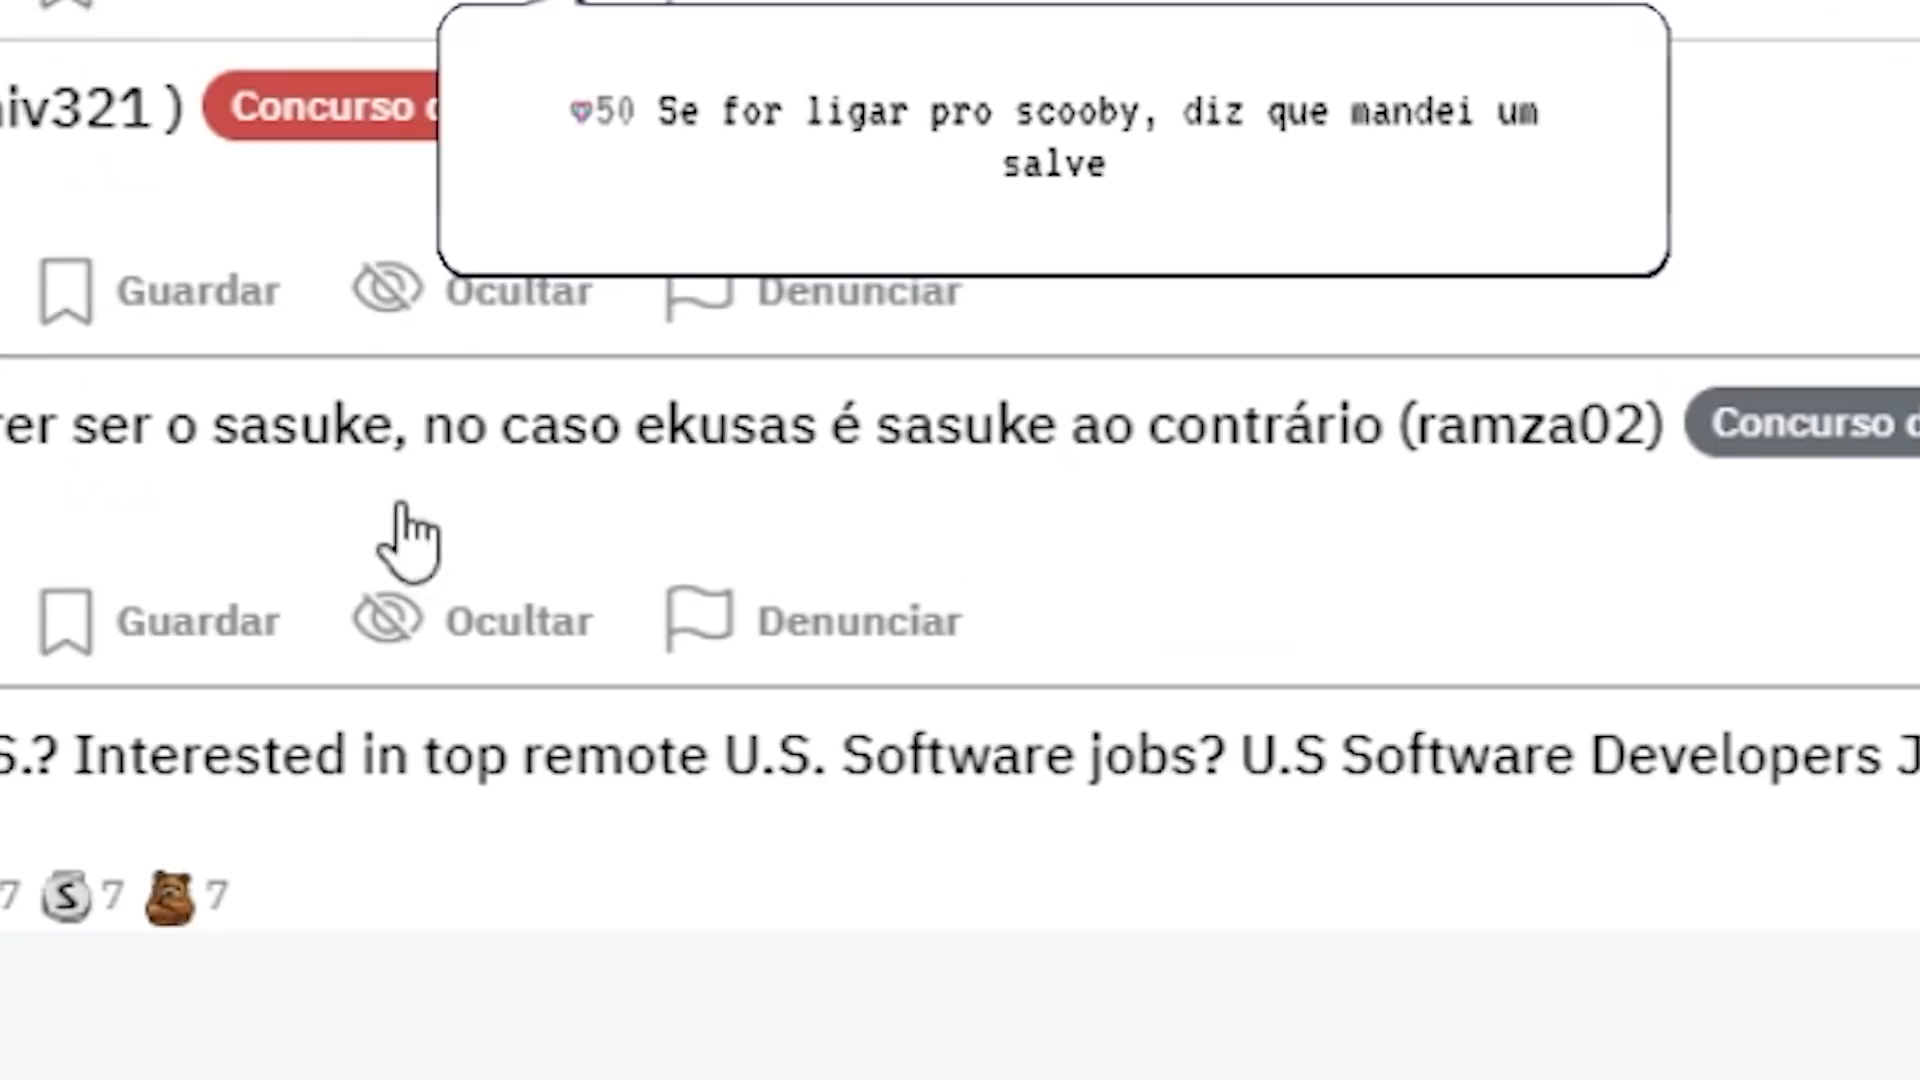 iv321 ) Concurso
♥50 Se for ligar pro scooby, diz que mandei um
salve
Guardar Ocultar Denunciar
er ser o sasuke, no caso ekusas é sasuke ao contrário (ramza02) Concurso
Guardar Ocultar Denunciar
S.? Interested in top remote U.S. Software jobs? U.S Software Developers J
7 7 7